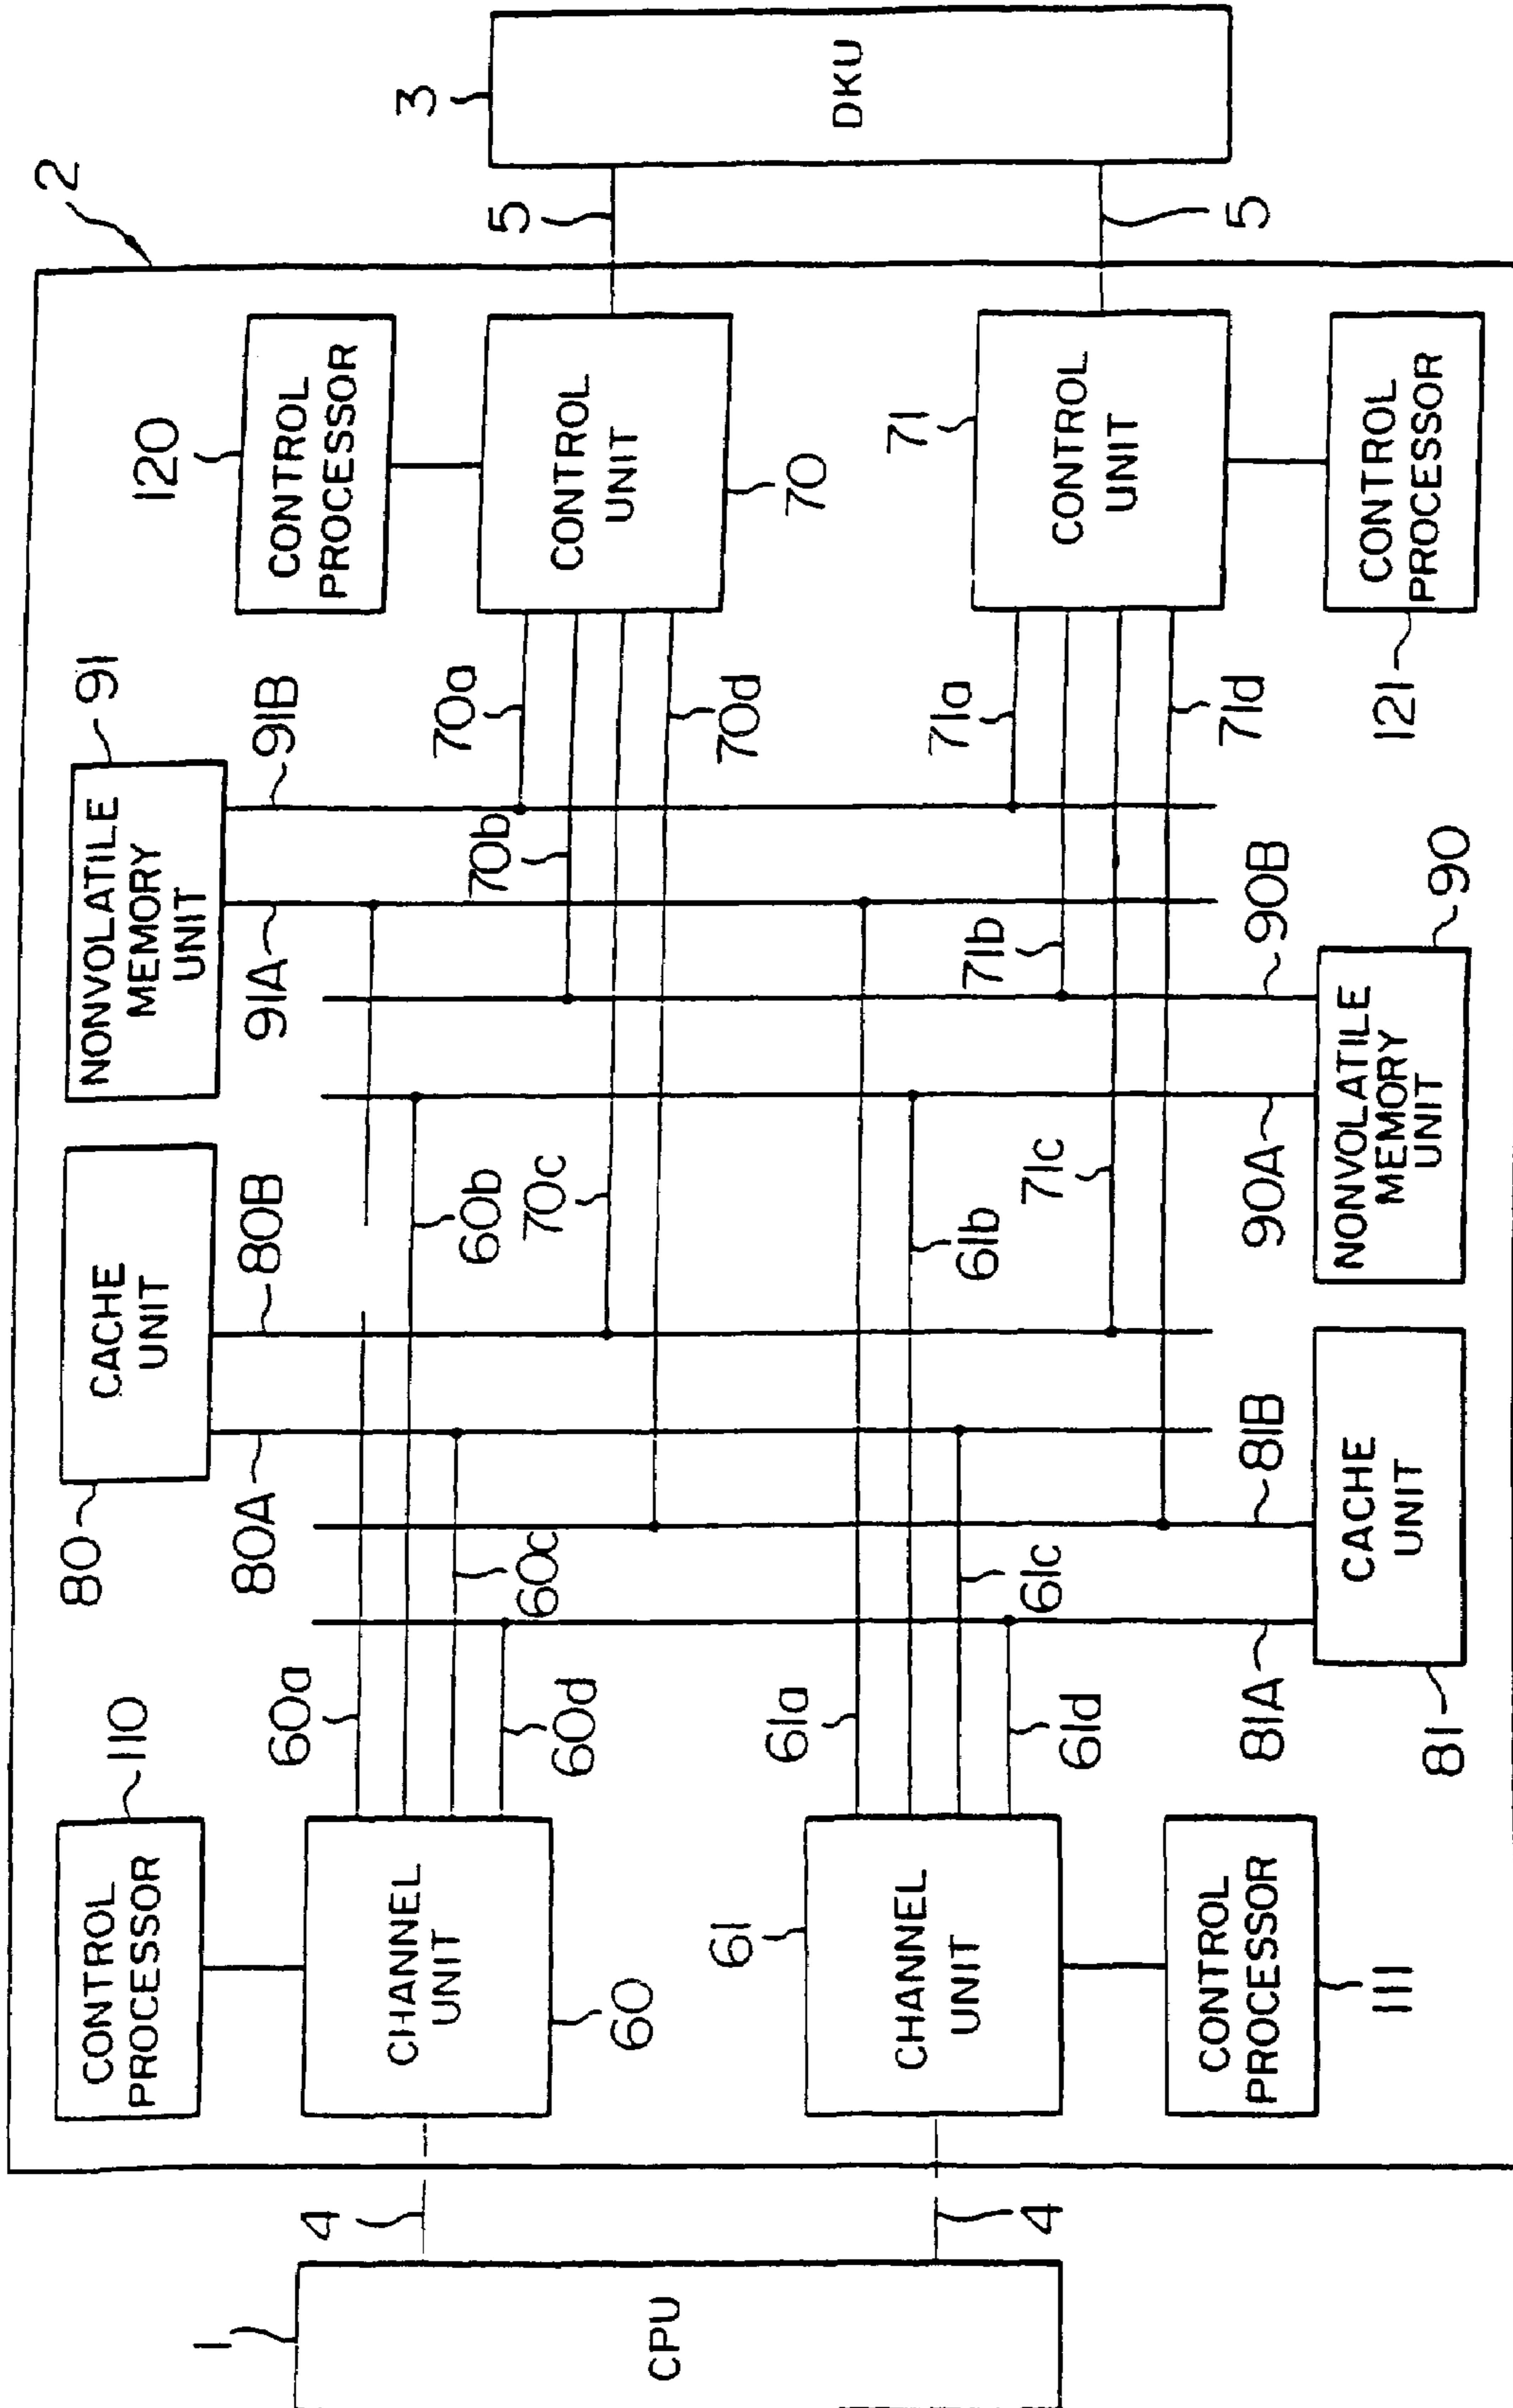 2
110
80
91
CONTROL
PROCESSOR
CACHE
UNIT
NONVOLATILE
MEMORY
UNIT
120
CONTROL
PROCESSOR
80A
80B
91A
91B
3
1
4
60a
60b
70b
70a
5
CPU
CHANNEL
UNIT
60
60c
60d
70c
70d
CONTROL
UNIT
70
DKU
61
61a
61b
71b
71a
71
4
CHANNEL
UNIT
61c
61d
71c
71d
CONTROL
UNIT
5
81A
81B
90A
90B
111
CONTROL
PROCESSOR
81
CACHE
UNIT
NONVOLATILE
MEMORY
UNIT
90
121
CONTROL
PROCESSOR